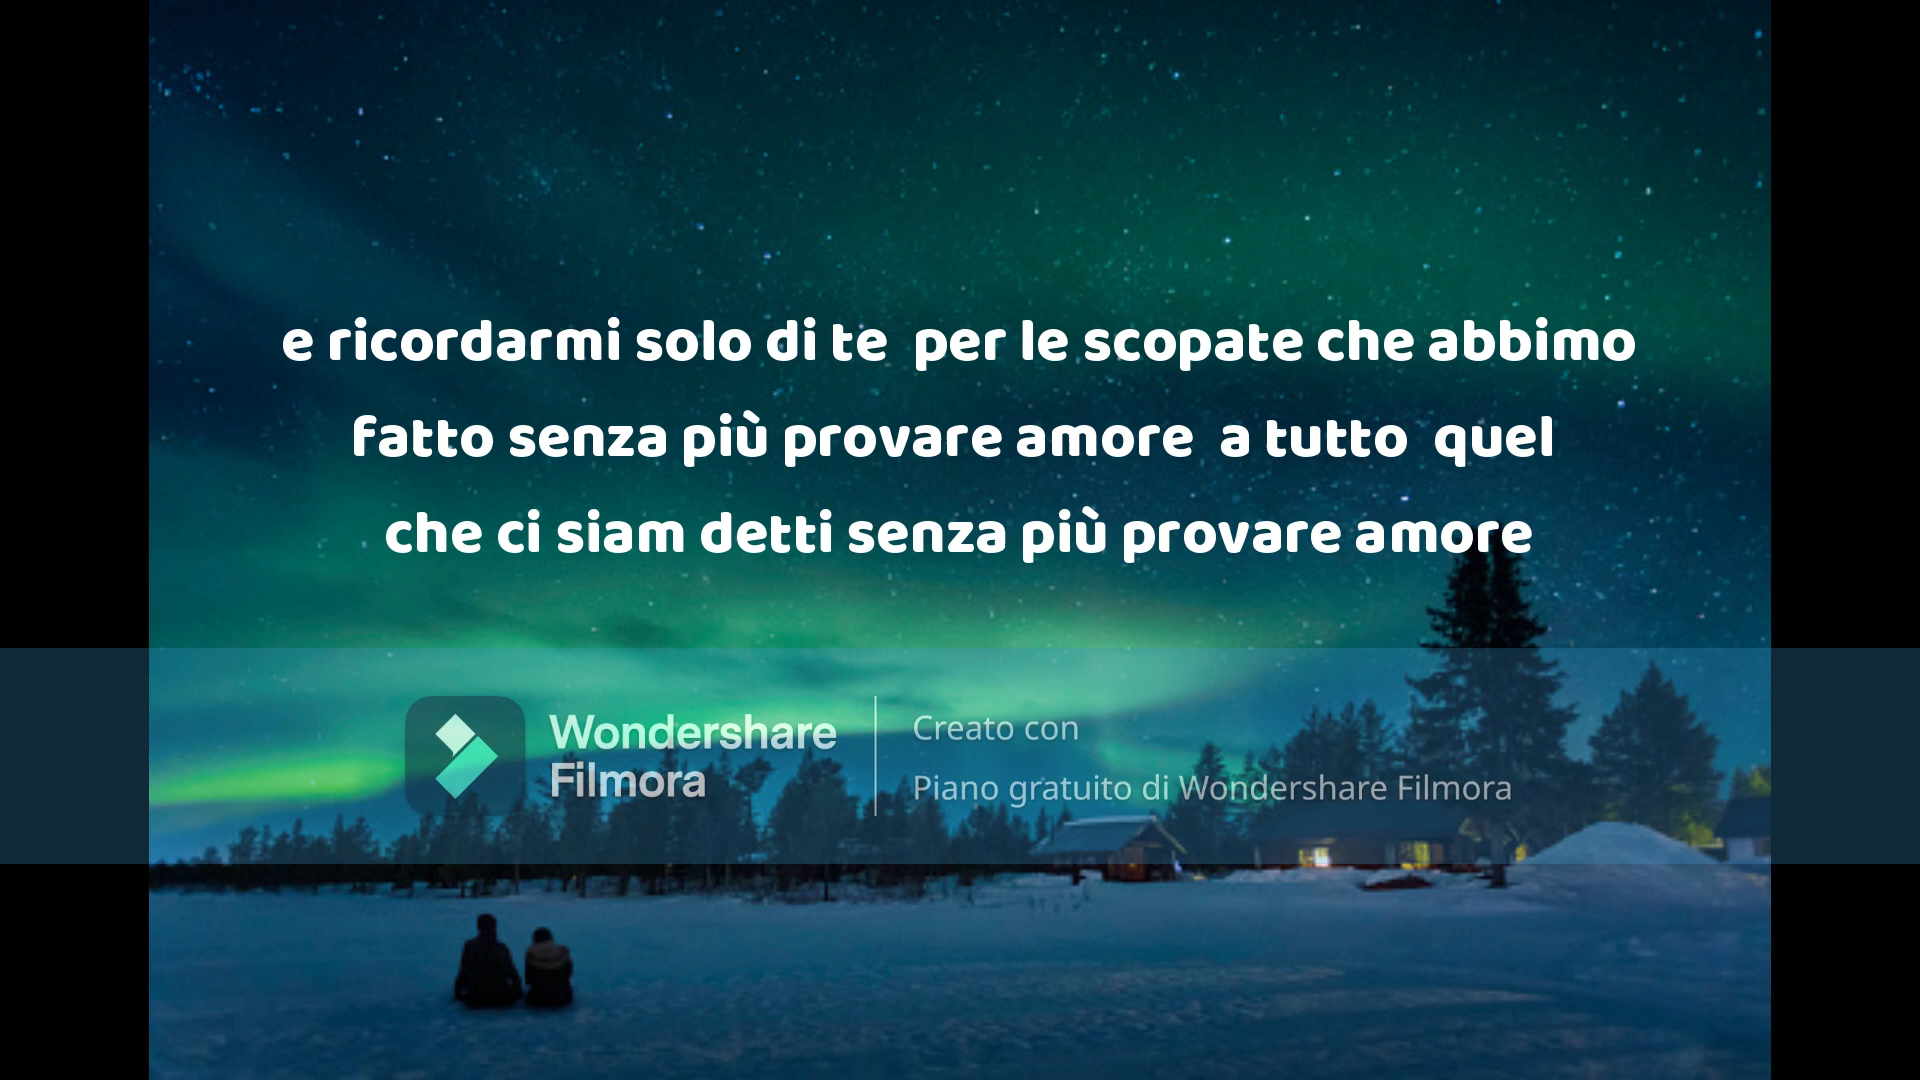 e ricordarmi solo di te  per le scopate che abbimo
fatto senza più provare amore  a tutto  quel
che ci siam detti senza più provare amore
Wondershare
Filmora
Creato con
Piano gratuito di Wondershare Filmora